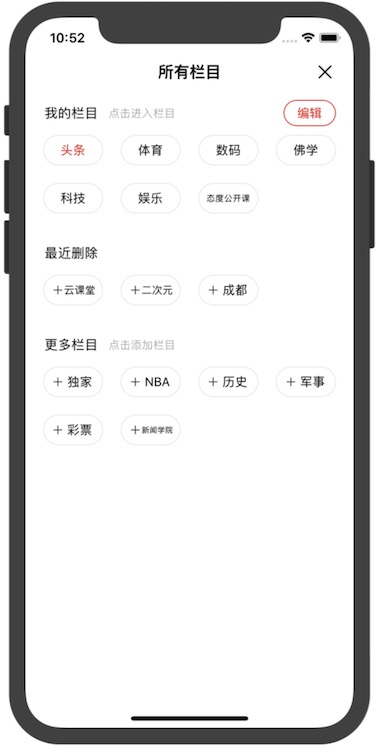 10:52
所有栏目
我的栏目 点击进入栏目 编辑
头条 体育 数码 佛学
科技 娱乐 态度公开课
最近删除
+云课堂 +二次元 + 成都
更多栏目 点击添加栏目
+ 独家 + NBA + 历史 + 军事
+ 彩票 +新闻学院